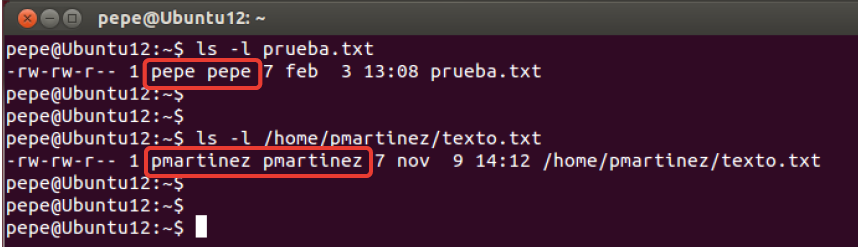 pepe@Ubuntu12: ~
pepe@Ubuntu12:~$ ls -l prueba.txt
-rw-rw-r-- 1 pepe pepe 7 feb  3 13:08 prueba.txt
pepe@Ubuntu12:~$
pepe@Ubuntu12:~$
pepe@Ubuntu12:~$ ls -l /home/pmartinez/texto.txt
-rw-rw-r-- 1 pmartinez pmartinez 7 nov  9 14:12 /home/pmartinez/texto.txt
pepe@Ubuntu12:~$
pepe@Ubuntu12:~$
pepe@Ubuntu12:~$